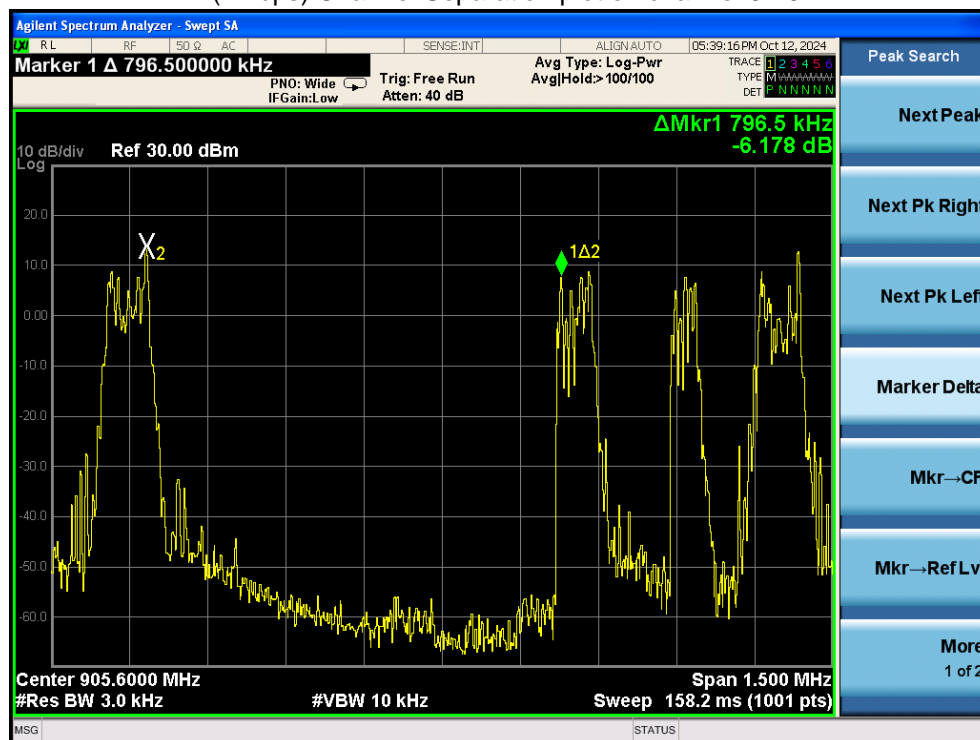 Agilent Spectrum Analyzer - Swept SA
LXI RL RF 50 Ω AC SENSE:INT ALIGN AUTO 05:39:16 PM Oct 12, 2024
Marker 1 Δ 796.500000 kHz
PNO: Wide
IFGain:Low
Trig: Free Run
Atten: 40 dB
Avg Type: Log-Pwr
Avg|Hold:>100/100
TRACE 1 2 3 4 5 6
TYPE M
DET P N N N N N
Peak Search
Next Peak
Next Pk Right
Next Pk Left
Marker Delta
Mkr→CF
Mkr→Ref Lv
More
1 of 2
ΔMkr1 796.5 kHz
-6.178 dB
10 dB/div Ref 30.00 dBm
Log
20.0
10.0
0.00
-10.0
-20.0
-30.0
-40.0
-50.0
-60.0
X2
1Δ2
Center 905.6000 MHz Span 1.500 MHz
#Res BW 3.0 kHz #VBW 10 kHz Sweep 158.2 ms (1001 pts)
MSG STATUS